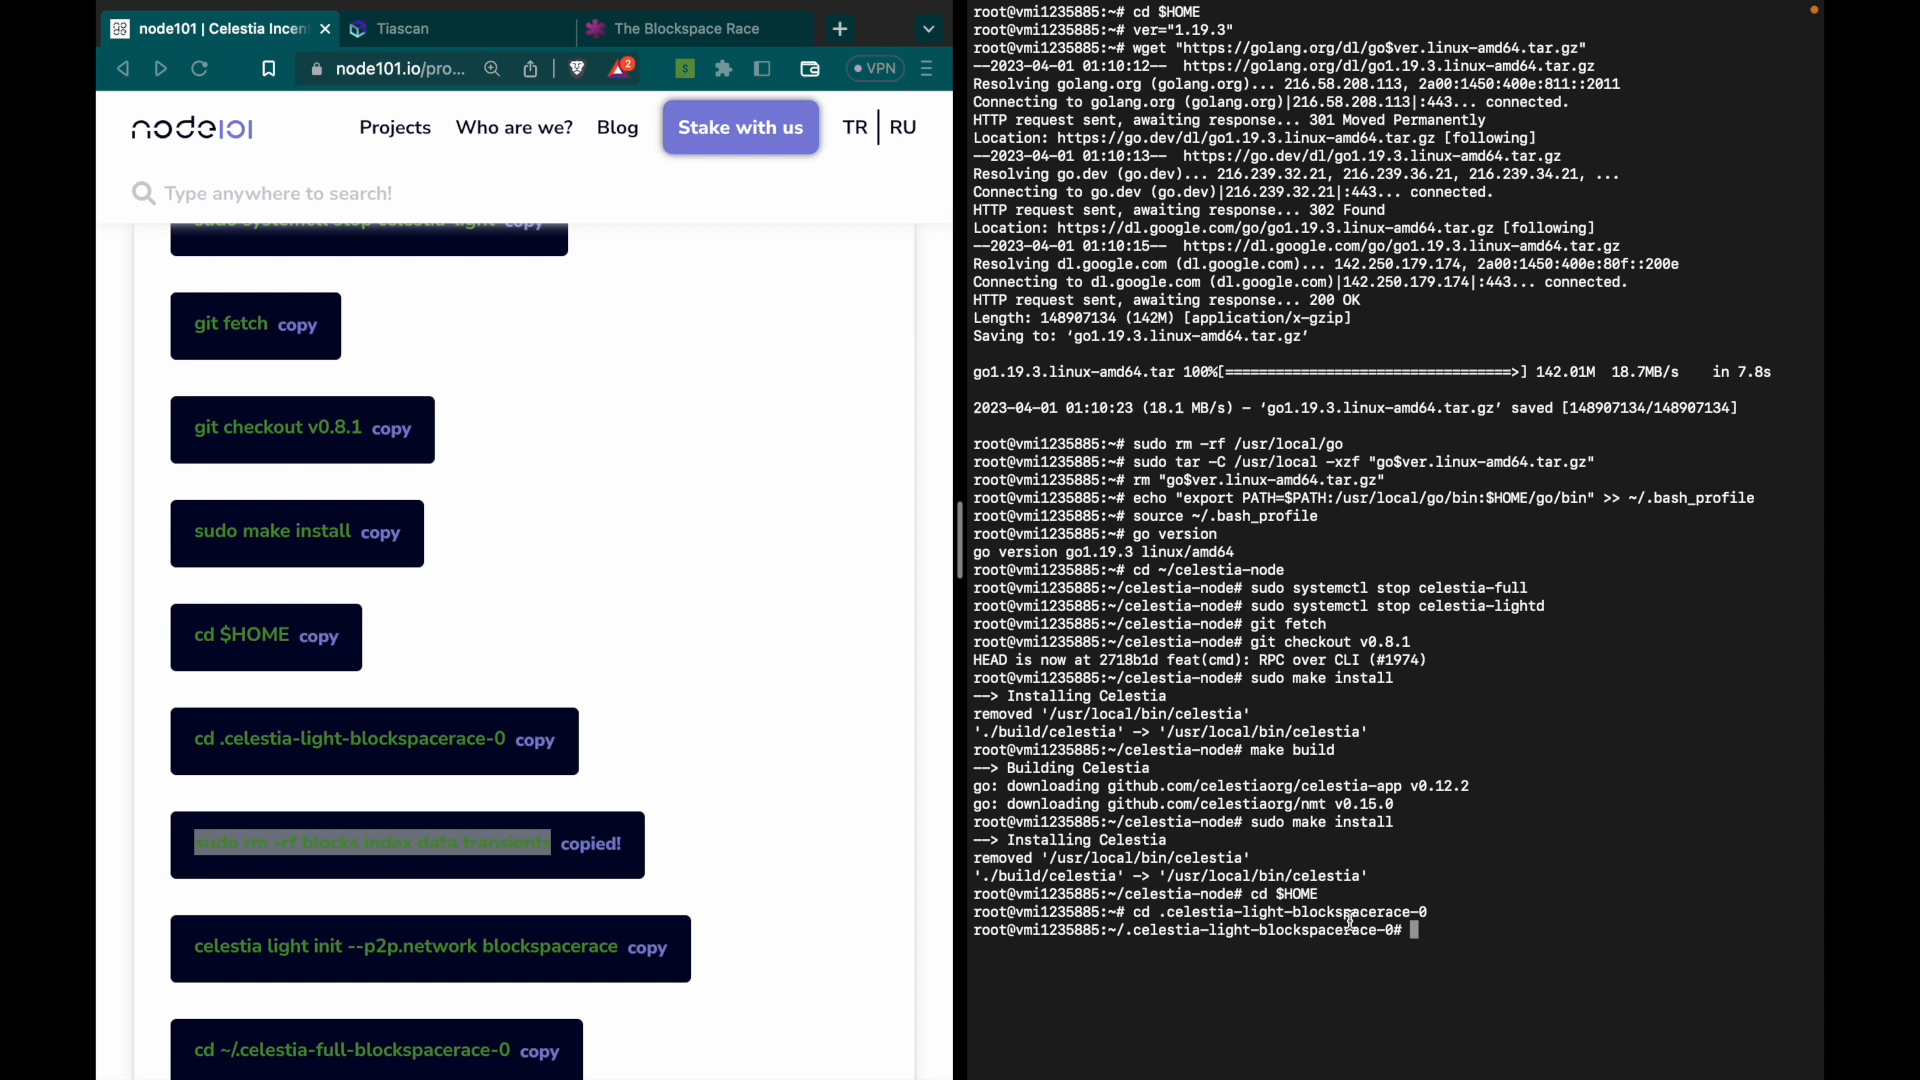 node101 | Celestia Incen
Tiascan
The Blockspace Race
node101.io/pro...
2
S
VPN
node101
Projects
Who are we?
Blog
Stake with us
TR
RU
Type anywhere to search!
sudo systemctl stop celestia-light copy
git fetch copy
git checkout v0.8.1 copy
sudo make install copy
cd $HOME copy
cd .celestia-light-blockspacerace-0 copy
sudo rm -rf blocks index data transients copied!
celestia light init --p2p.network blockspacerace copy
cd ~/.celestia-full-blockspacerace-0 copy
root@vmi1235885:~# cd $HOME
root@vmi1235885:~# ver="1.19.3"
root@vmi1235885:~# wget "https://golang.org/dl/go$ver.linux-amd64.tar.gz"
--2023-04-01 01:10:12--  https://golang.org/dl/go1.19.3.linux-amd64.tar.gz
Resolving golang.org (golang.org)... 216.58.208.113, 2a00:1450:400e:811::2011
Connecting to golang.org (golang.org)|216.58.208.113|:443... connected.
HTTP request sent, awaiting response... 301 Moved Permanently
Location: https://go.dev/dl/go1.19.3.linux-amd64.tar.gz [following]
--2023-04-01 01:10:13--  https://go.dev/dl/go1.19.3.linux-amd64.tar.gz
Resolving go.dev (go.dev)... 216.239.32.21, 216.239.36.21, 216.239.34.21, ...
Connecting to go.dev (go.dev)|216.239.32.21|:443... connected.
HTTP request sent, awaiting response... 302 Found
Location: https://dl.google.com/go/go1.19.3.linux-amd64.tar.gz [following]
--2023-04-01 01:10:15--  https://dl.google.com/go/go1.19.3.linux-amd64.tar.gz
Resolving dl.google.com (dl.google.com)... 142.250.179.174, 2a00:1450:400e:80f::200e
Connecting to dl.google.com (dl.google.com)|142.250.179.174|:443... connected.
HTTP request sent, awaiting response... 200 OK
Length: 148907134 (142M) [application/x-gzip]
Saving to: ‘go1.19.3.linux-amd64.tar.gz’
go1.19.3.linux-amd64.tar 100%[==================================>] 142.01M  18.7MB/s    in 7.8s
2023-04-01 01:10:23 (18.1 MB/s) - ‘go1.19.3.linux-amd64.tar.gz’ saved [148907134/148907134]
root@vmi1235885:~# sudo rm -rf /usr/local/go
root@vmi1235885:~# sudo tar -C /usr/local -xzf "go$ver.linux-amd64.tar.gz"
root@vmi1235885:~# rm "go$ver.linux-amd64.tar.gz"
root@vmi1235885:~# echo "export PATH=$PATH:/usr/local/go/bin:$HOME/go/bin" >> ~/.bash_profile
root@vmi1235885:~# source ~/.bash_profile
root@vmi1235885:~# go version
go version go1.19.3 linux/amd64
root@vmi1235885:~# cd ~/celestia-node
root@vmi1235885:~/celestia-node# sudo systemctl stop celestia-full
root@vmi1235885:~/celestia-node# sudo systemctl stop celestia-lightd
root@vmi1235885:~/celestia-node# git fetch
root@vmi1235885:~/celestia-node# git checkout v0.8.1
HEAD is now at 2718b1d feat(cmd): RPC over CLI (#1974)
root@vmi1235885:~/celestia-node# sudo make install
--> Installing Celestia
removed '/usr/local/bin/celestia'
'./build/celestia' -> '/usr/local/bin/celestia'
root@vmi1235885:~/celestia-node# make build
--> Building Celestia
go: downloading github.com/celestiaorg/celestia-app v0.12.2
go: downloading github.com/celestiaorg/nmt v0.15.0
root@vmi1235885:~/celestia-node# sudo make install
--> Installing Celestia
removed '/usr/local/bin/celestia'
'./build/celestia' -> '/usr/local/bin/celestia'
root@vmi1235885:~/celestia-node# cd $HOME
root@vmi1235885:~# cd .celestia-light-blockspacerace-0
root@vmi1235885:~/.celestia-light-blockspacerace-0#